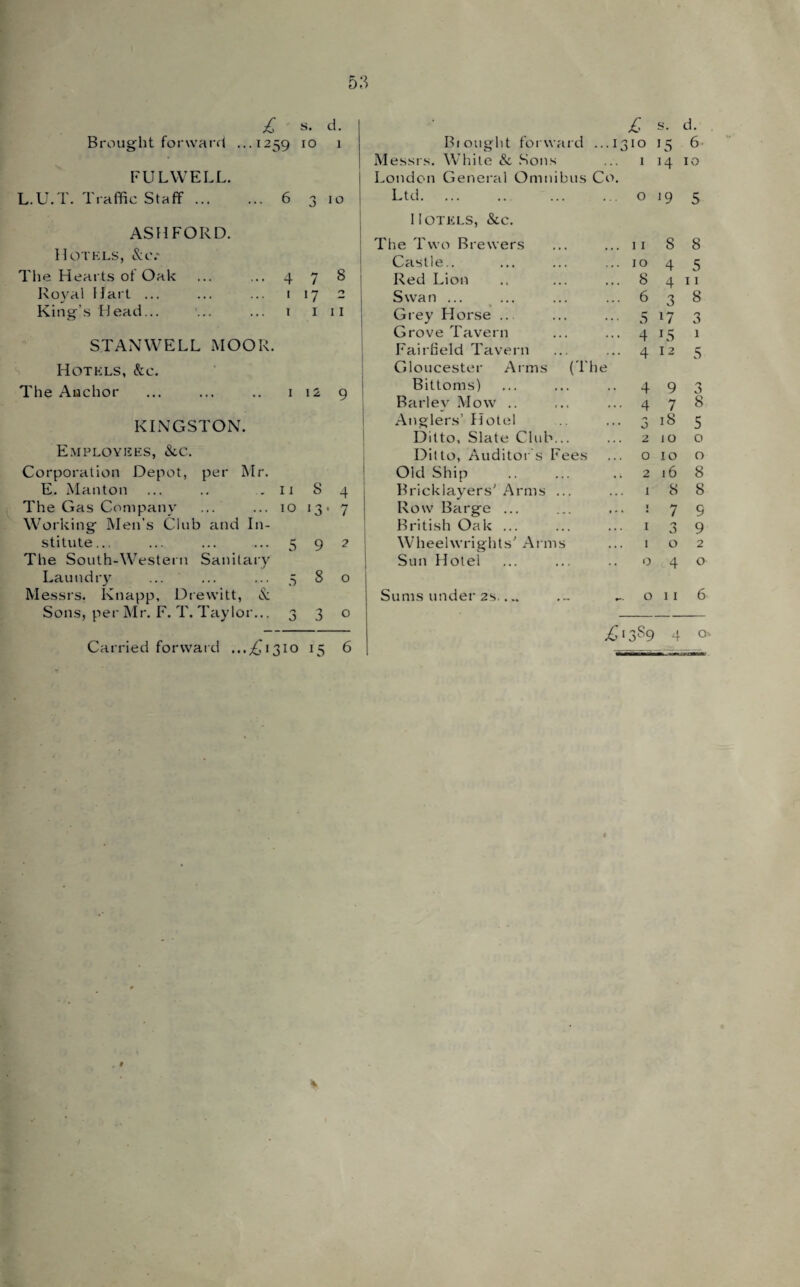 53
£ s. d.
Brought forward ... 1259 10 1
FULWELL.
L.U.T. Traffic Staff ... ... 6 3 10
ASHFORD.
HOTELS, &c.
The Hearts of Oak ... ... 4 7 8
Royal Hart ... ... ... 1 17 2
King's Head... ... ... 1 1 11
STANWELL MOOR.
HOTELS, &c.
The Anchor ... ... .. 1 12 9
KINGSTON.
EMPLOYEES, &c.
Corporation Depot, per Mr.
E. Manton ... .. . 11 8 4
The Gas Company ... ... 10 13 7
Working Men's Club and In-
stitute... ... ... ... 5 9 2
The South-Western Sanitary
Laundry ... ... ... 5 8 0
Messrs. Knapp, Drewitt, &
Sons, per Mr. F. T. Taylor... 3 3 0
Carried forward ...£1310 15 6
£ s. d.
Brought forward ...1310 15 6
Messrs. While & Sons ... 1 14 10
London General Omnibus Co.
Ltd. ... .. ... ... 0 19 5
HOTELS, &c.
The Two Brewers ... ... 11 8 8
Castle.. ... ... ... 10 4 5
Red Lion .. ... ... 8 4 11
Swan ... ... ... ... 6 3 8
Grey Horse .. ... ... 5 17 3
Grove Tavern ... ... 4 15 1
Fairfield Tavern ... ... 4 12 5
Gloucester Arms (The
Bittoms) ... ... .. 4 9 3
Barley Mow .. ... ... 4 7 8
Anglers' Hotel .. ... 3 18 5
Ditto, Slate Club... ... 2 10 0
Ditto, Auditor's Fees ... 0 10 0
Old Ship .. ... .. 2 16 8
Bricklayers' Arms ... ... 1 8 8
Row Barge ... ... ... 1 7 9
British Oak ... ... ... 1 3 9
Wheelwrights' Arms ... 1 0 2
Sun Hotel ... ... .. 0 4 0
Sums under 2s. ... ... .. 0 11 6
£1389 4 0